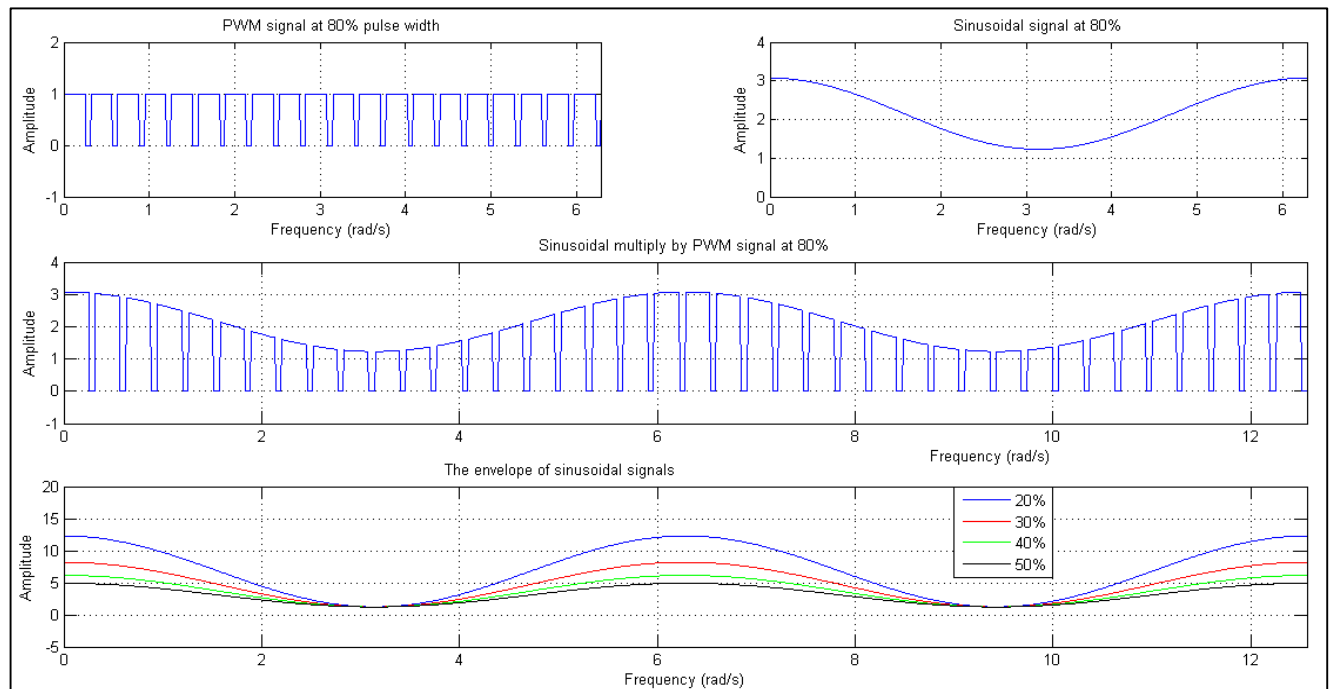 PWM signal at 80% pulse width
2
1
0
-1
Amplitude
0 1 2 3 4 5 6
Frequency (rad/s)
Sinusoidal signal at 80%
4
3
2
1
0
Amplitude
0 1 2 3 4 5 6
Frequency (rad/s)
Sinusoidal multiply by PWM signal at 80%
4
3
2
1
0
-1
Amplitude
0 2 4 6 8 10 12
Frequency (rad/s)
The envelope of sinusoidal signals
20
15
10
5
0
-5
Amplitude
20%
30%
40%
50%
0 2 4 6 8 10 12
Frequency (rad/s)